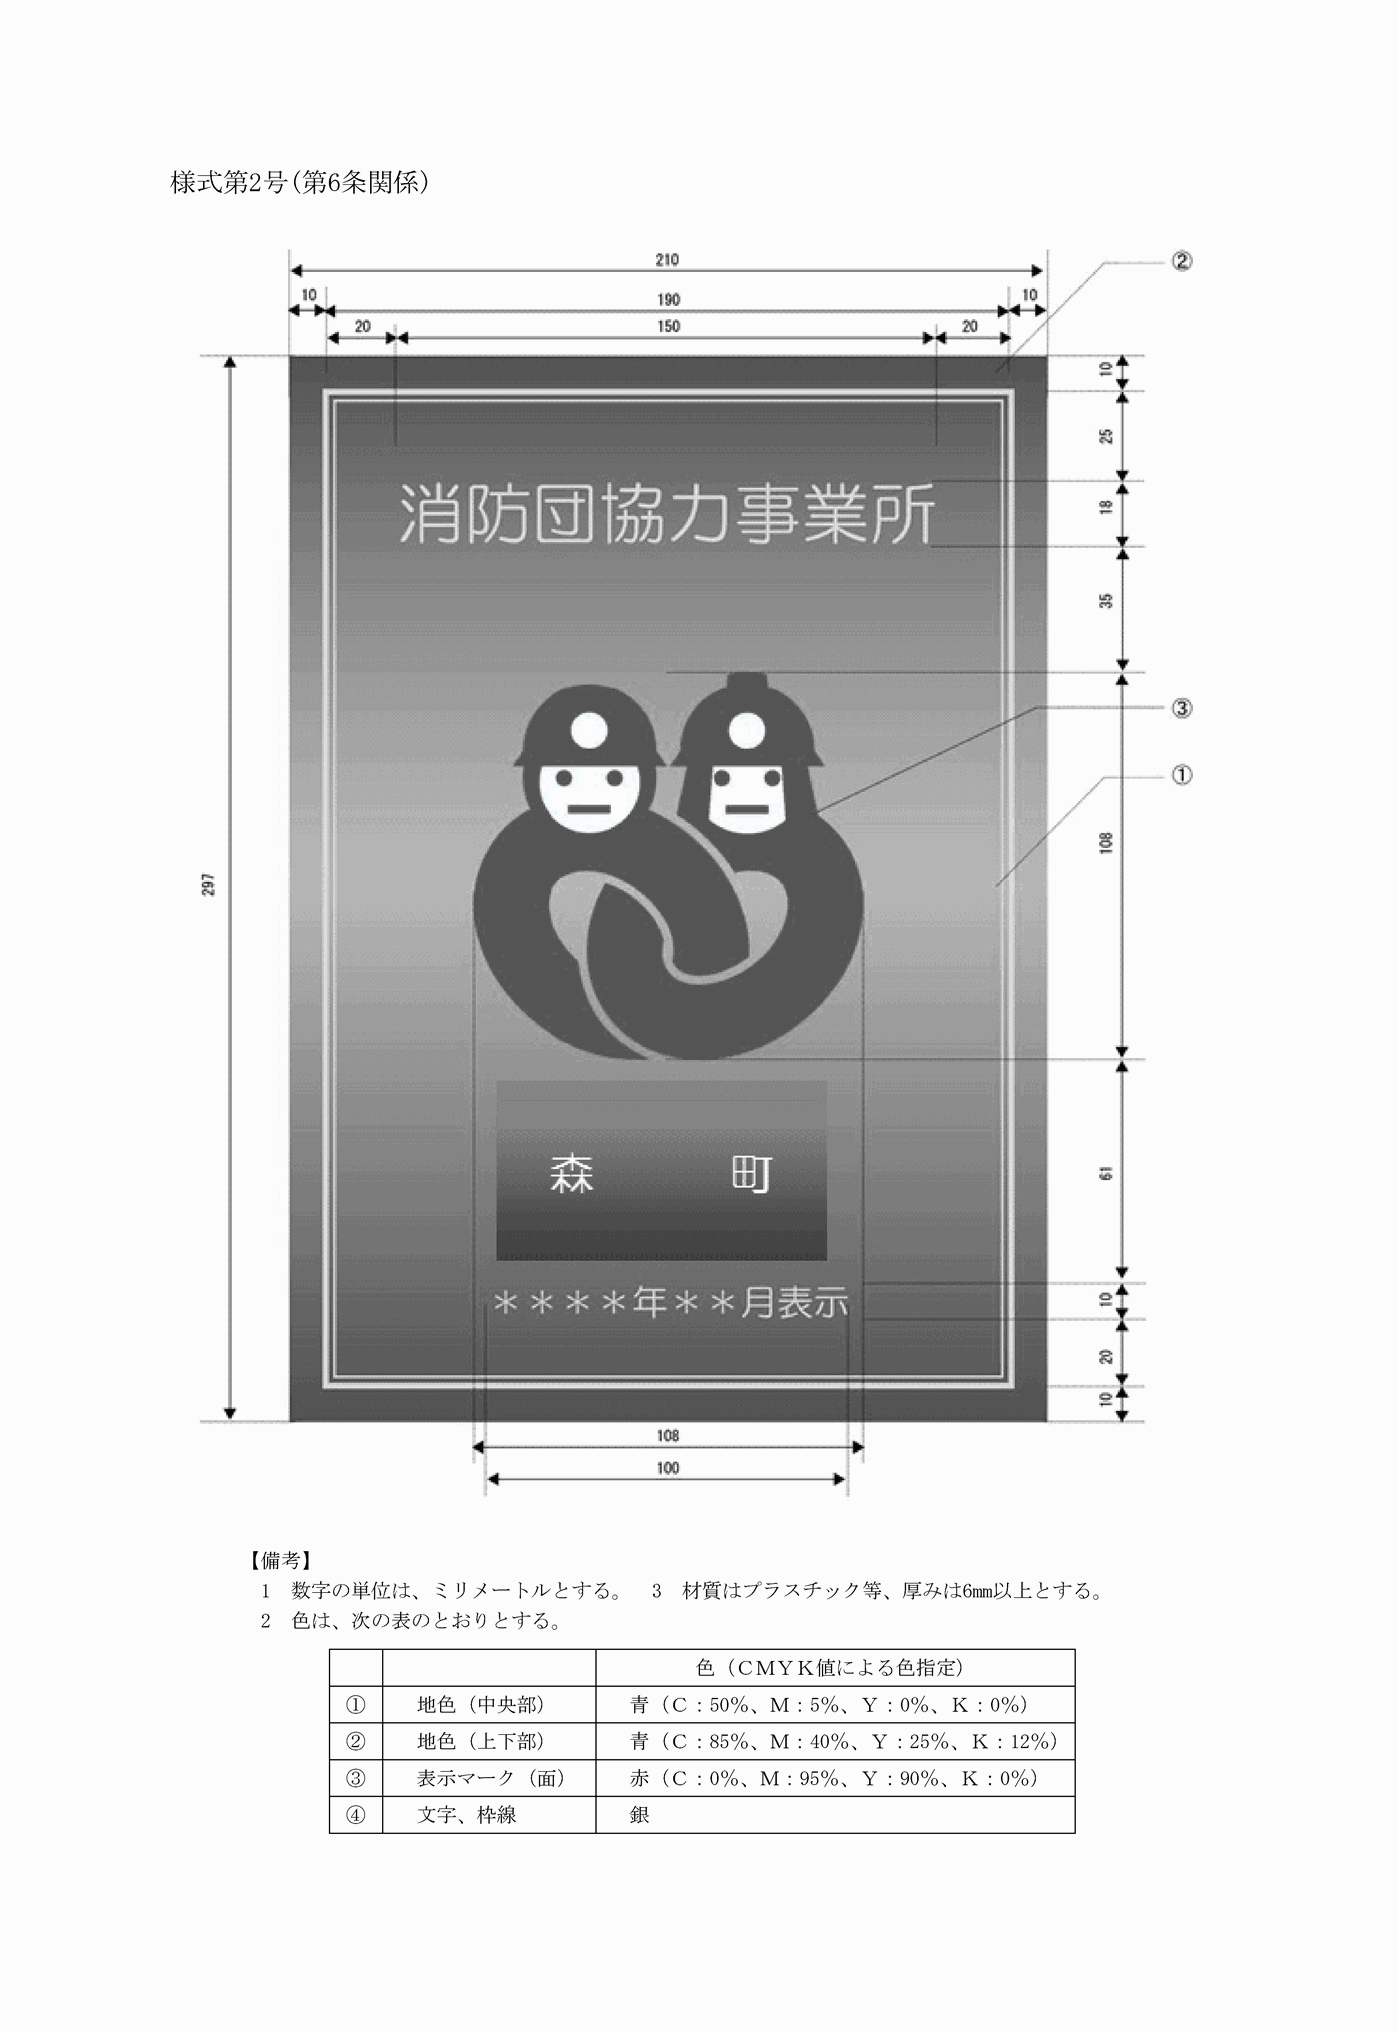 様式第2号(第6条関係)
210
②
10
190
10
20
150
20
10
25
消防団協力事業所
18
35
③
①
108
297
森　町
61
＊＊＊＊年＊＊月表示
10
20
10
108
100
【備考】
1　数字の単位は、ミリメートルとする。　3　材質はプラスチック等、厚みは6㎜以上とする。
2　色は、次の表のとおりとする。
色（ＣＭＹＫ値による色指定）
①　地色（中央部）　青（Ｃ：50％、Ｍ：5％、Ｙ：0％、Ｋ：0％）
②　地色（上下部）　青（Ｃ：85％、Ｍ：40％、Ｙ：25％、Ｋ：12％）
③　表示マーク（面）　赤（Ｃ：0％、Ｍ：95％、Ｙ：90％、Ｋ：0％）
④　文字、枠線　銀